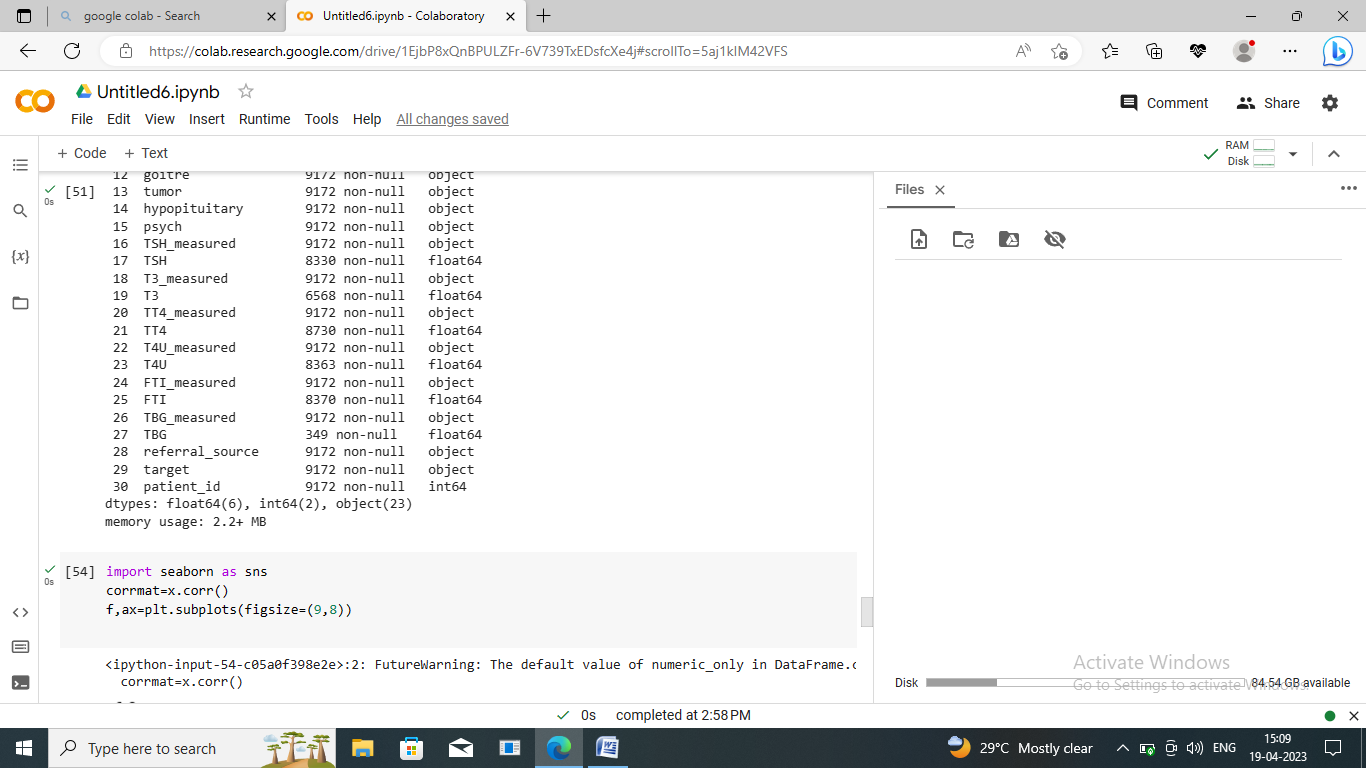 google colab - Search
Untitled6.ipynb - Colaboratory
https://colab.research.google.com/drive/1EjbP8xQnBPULZFr-6V739TxEDsfcXe4j#scrollTo=5aj1kIM42VFS
Untitled6.ipynb
File Edit View Insert Runtime Tools Help All changes saved
Comment
Share
+ Code + Text
RAM
Disk
[51]
0s
12 goitre 9172 non-null object
13 tumor 9172 non-null object
14 hypopituitary 9172 non-null object
15 psych 9172 non-null object
16 TSH_measured 9172 non-null object
17 TSH 8330 non-null float64
18 T3_measured 9172 non-null object
19 T3 6568 non-null float64
20 TT4_measured 9172 non-null object
21 TT4 8730 non-null float64
22 T4U_measured 9172 non-null object
23 T4U 8363 non-null float64
24 FTI_measured 9172 non-null object
25 FTI 8370 non-null float64
26 TBG_measured 9172 non-null object
27 TBG 349 non-null float64
28 referral_source 9172 non-null object
29 target 9172 non-null object
30 patient_id 9172 non-null int64
dtypes: float64(6), int64(2), object(23)
memory usage: 2.2+ MB
[54] import seaborn as sns
0s
corrmat=x.corr()
f,ax=plt.subplots(figsize=(9,8))
<ipython-input-54-c05a0f398e2e>:2: FutureWarning: The default value of numeric_only in DataFrame.c
corrmat=x.corr()
Files
{x}
Activate Windows
Go to Settings to activate Windows.
Disk 84.54 GB available
0s completed at 2:58 PM
Type here to search
29°C Mostly clear
ENG
15:09
19-04-2023